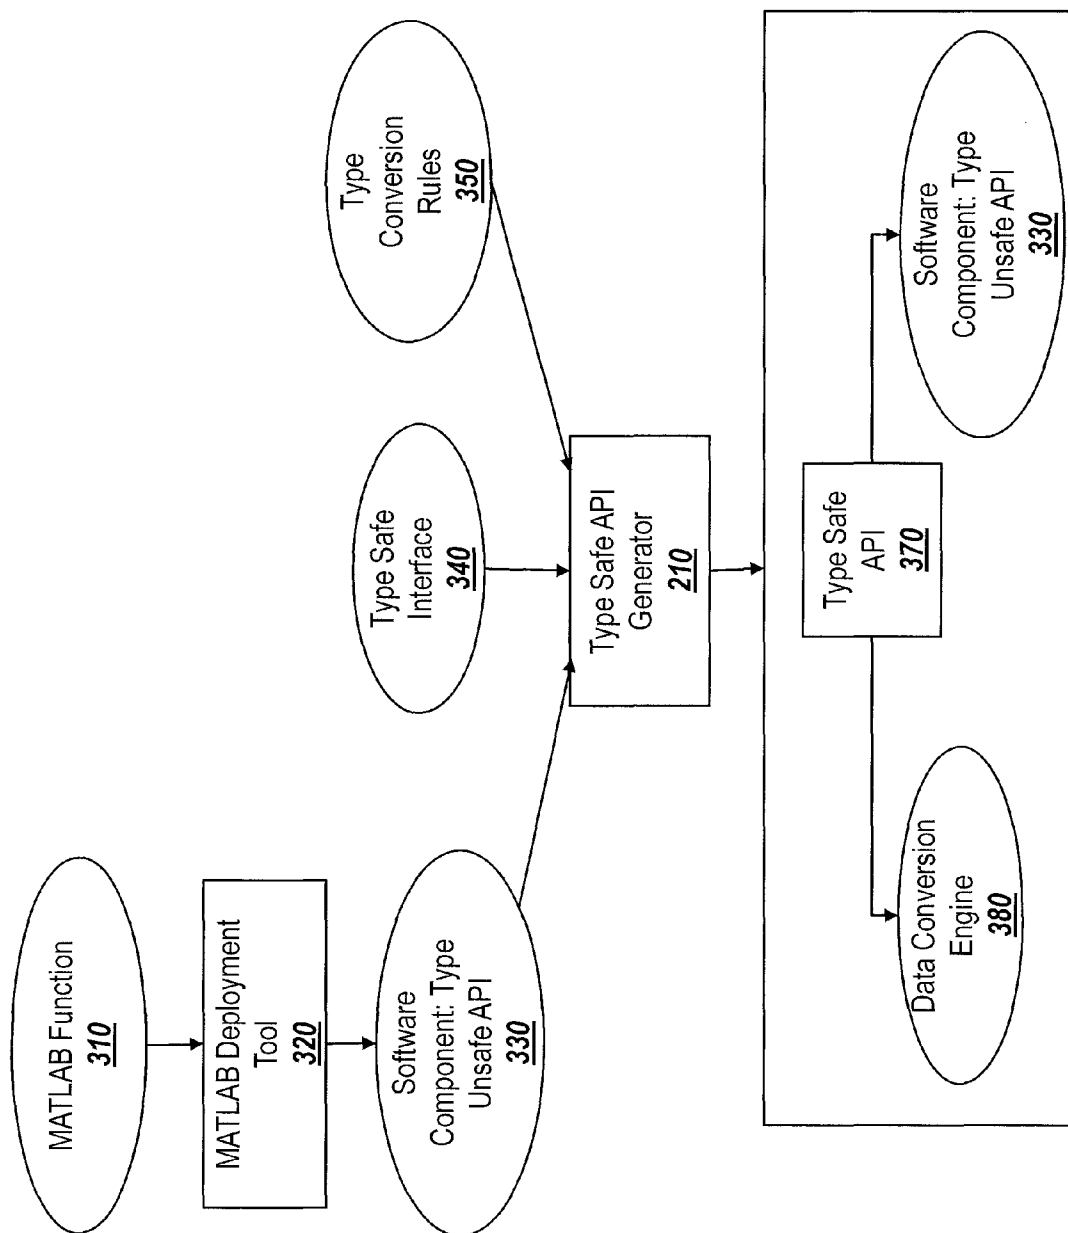 MATLAB Function
310
MATLAB Deployment
Tool
320
Software
Component: Type
Unsafe API
330
Type Safe
Interface
340
Type
Conversion
Rules
350
Type Safe API
Generator
210
Type Safe
API
370
Data Conversion
Engine
380
Software
Component: Type
Unsafe API
330